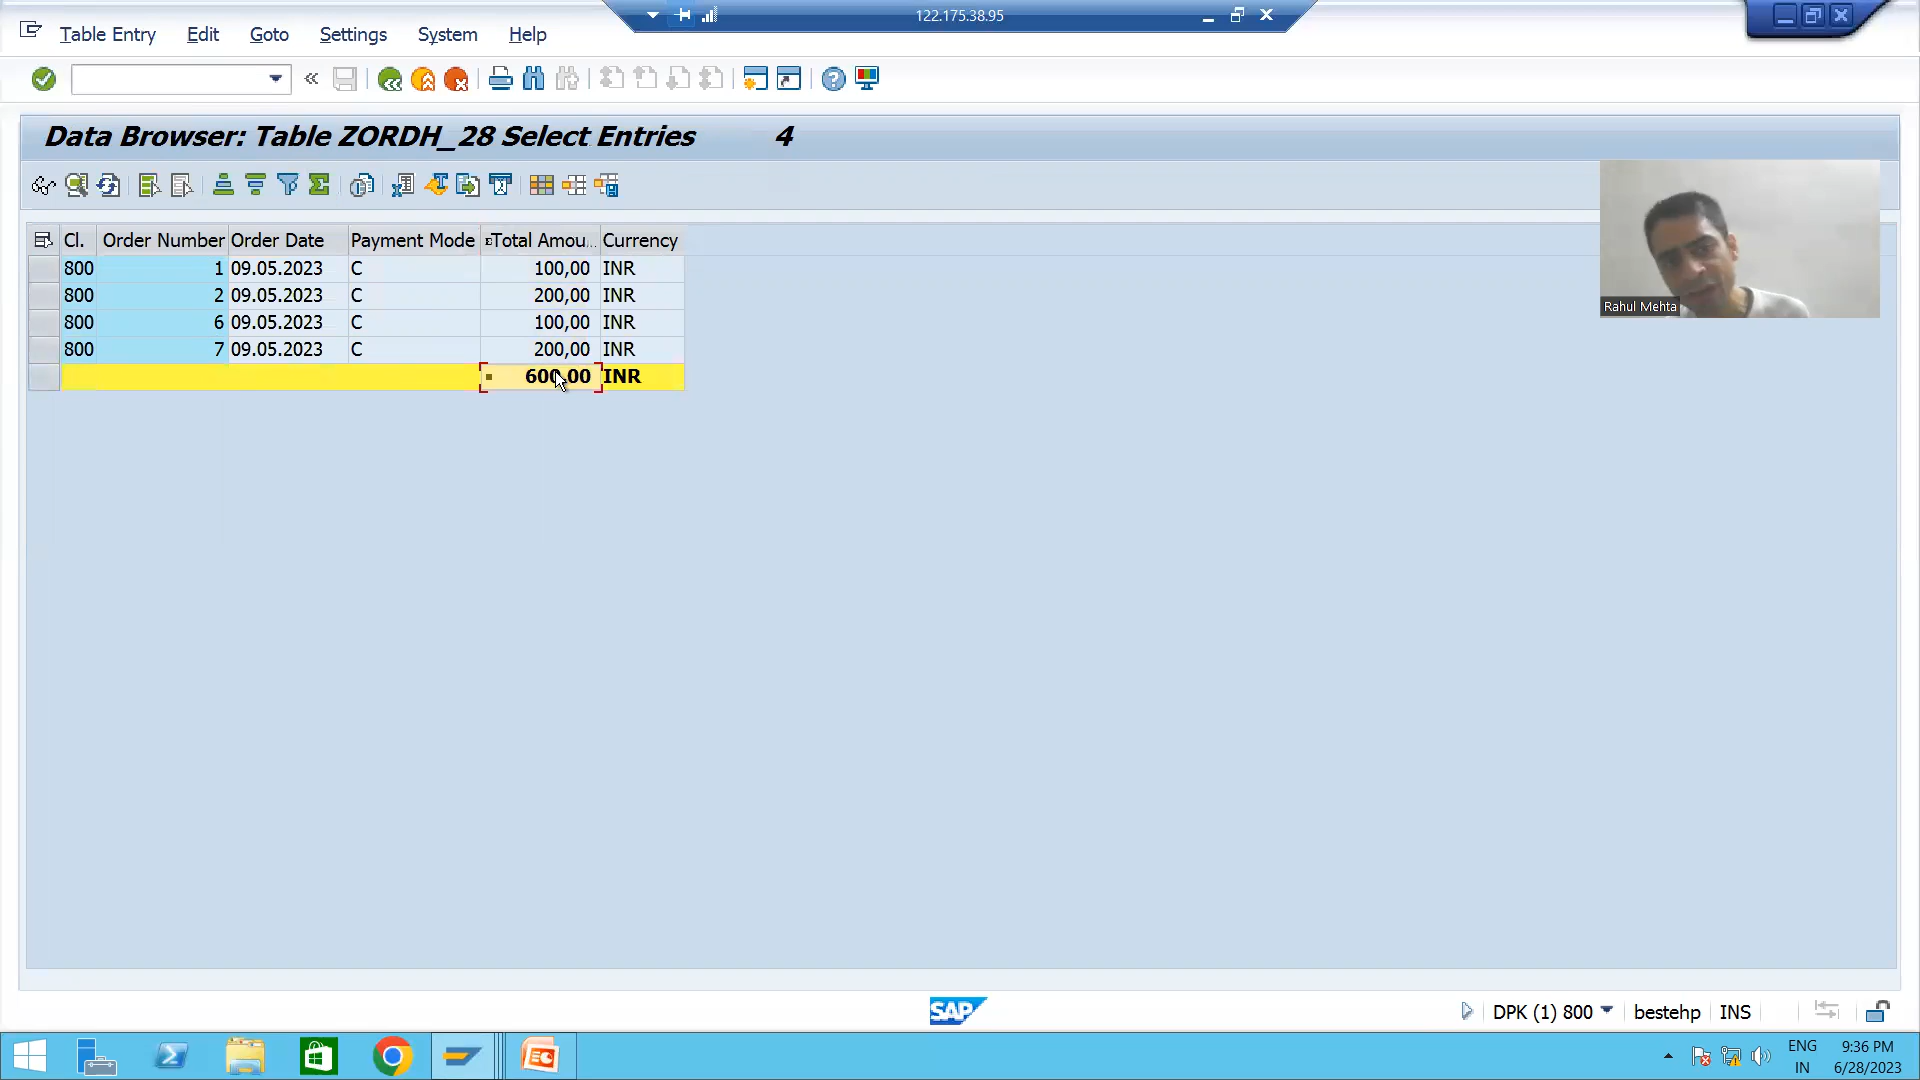 122.175.38.95
Table Entry Edit Goto Settings System Help
Data Browser: Table ZORDH_28 Select Entries 4
Cl. Order Number Order Date Payment Mode ΣTotal Amou... Currency
800 1 09.05.2023 C 100,00 INR
800 2 09.05.2023 C 200,00 INR
800 6 09.05.2023 C 100,00 INR
800 7 09.05.2023 C 200,00 INR
600,00 INR
Rahul Mehta
SAP
DPK (1) 800 bestehp INS
ENG 9:36 PM
IN 6/28/2023